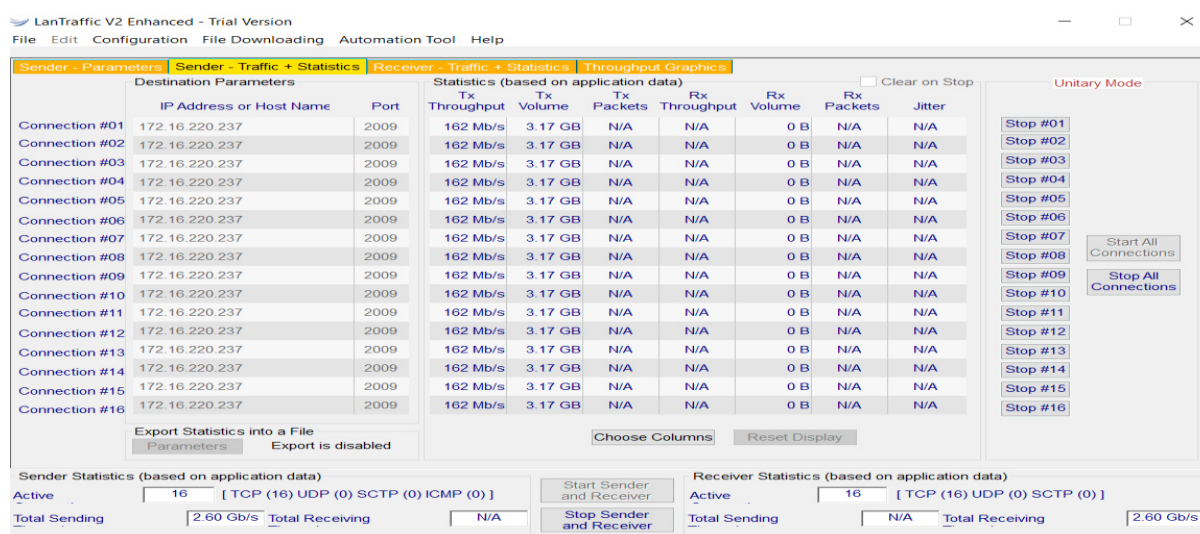 LanTraffic V2 Enhanced - Trial Version
File Edit Configuration File Downloading Automation Tool Help
Sender - Parameters Sender - Traffic + Statistics Receiver - Traffic + Statistics Throughput Graphics
Destination Parameters Statistics (based on application data) Clear on Stop Unitary Mode
Tx Tx Tx Rx Rx Rx
IP Address or Host Name Port Throughput Volume Packets Throughput Volume Packets Jitter
Connection #01 172.16.220.237 2009 162 Mb/s 3.17 GB N/A N/A 0 B N/A N/A Stop #01
Connection #02 172.16.220.237 2009 162 Mb/s 3.17 GB N/A N/A 0 B N/A N/A Stop #02
Connection #03 172.16.220.237 2009 162 Mb/s 3.17 GB N/A N/A 0 B N/A N/A Stop #03
Connection #04 172.16.220.237 2009 162 Mb/s 3.17 GB N/A N/A 0 B N/A N/A Stop #04
Connection #05 172.16.220.237 2009 162 Mb/s 3.17 GB N/A N/A 0 B N/A N/A Stop #05
Connection #06 172.16.220.237 2009 162 Mb/s 3.17 GB N/A N/A 0 B N/A N/A Stop #06
Connection #07 172.16.220.237 2009 162 Mb/s 3.17 GB N/A N/A 0 B N/A N/A Stop #07 Start All
Connection #08 172.16.220.237 2009 162 Mb/s 3.17 GB N/A N/A 0 B N/A N/A Stop #08 Connections
Connection #09 172.16.220.237 2009 162 Mb/s 3.17 GB N/A N/A 0 B N/A N/A Stop #09 Stop All
Connection #10 172.16.220.237 2009 162 Mb/s 3.17 GB N/A N/A 0 B N/A N/A Stop #10 Connections
Connection #11 172.16.220.237 2009 162 Mb/s 3.17 GB N/A N/A 0 B N/A N/A Stop #11
Connection #12 172.16.220.237 2009 162 Mb/s 3.17 GB N/A N/A 0 B N/A N/A Stop #12
Connection #13 172.16.220.237 2009 162 Mb/s 3.17 GB N/A N/A 0 B N/A N/A Stop #13
Connection #14 172.16.220.237 2009 162 Mb/s 3.17 GB N/A N/A 0 B N/A N/A Stop #14
Connection #15 172.16.220.237 2009 162 Mb/s 3.17 GB N/A N/A 0 B N/A N/A Stop #15
Connection #16 172.16.220.237 2009 162 Mb/s 3.17 GB N/A N/A 0 B N/A N/A Stop #16
Export Statistics into a File
Parameters Export is disabled Choose Columns Reset Display
Sender Statistics (based on application data) Receiver Statistics (based on application data)
Start Sender
Active 16 [ TCP (16) UDP (0) SCTP (0) ICMP (0) ] and Receiver Active 16 [ TCP (16) UDP (0) SCTP (0) ]
Total Sending 2.60 Gb/s Total Receiving N/A Stop Sender Total Sending N/A Total Receiving 2.60 Gb/s
and Receiver